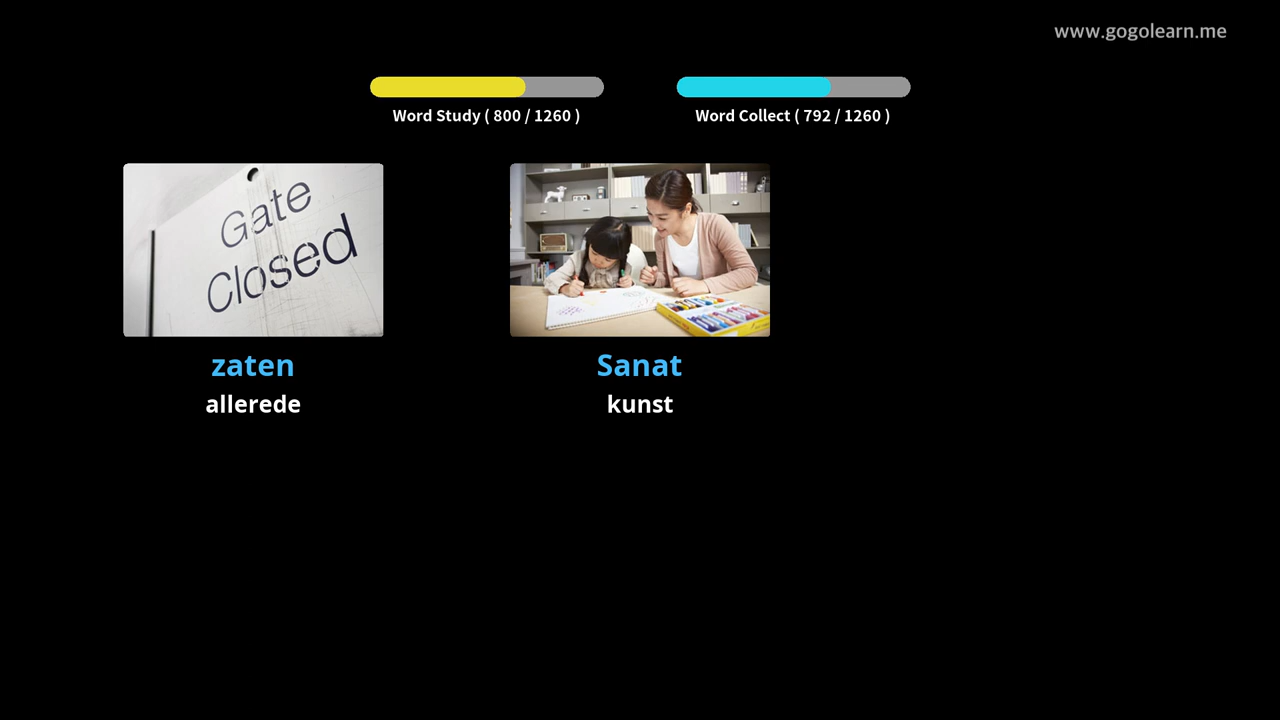 www.gogolearn.me
Word Study ( 800 / 1260 )
Word Collect ( 792 / 1260 )
Gate
Closed
zaten
allerede
Sanat
kunst